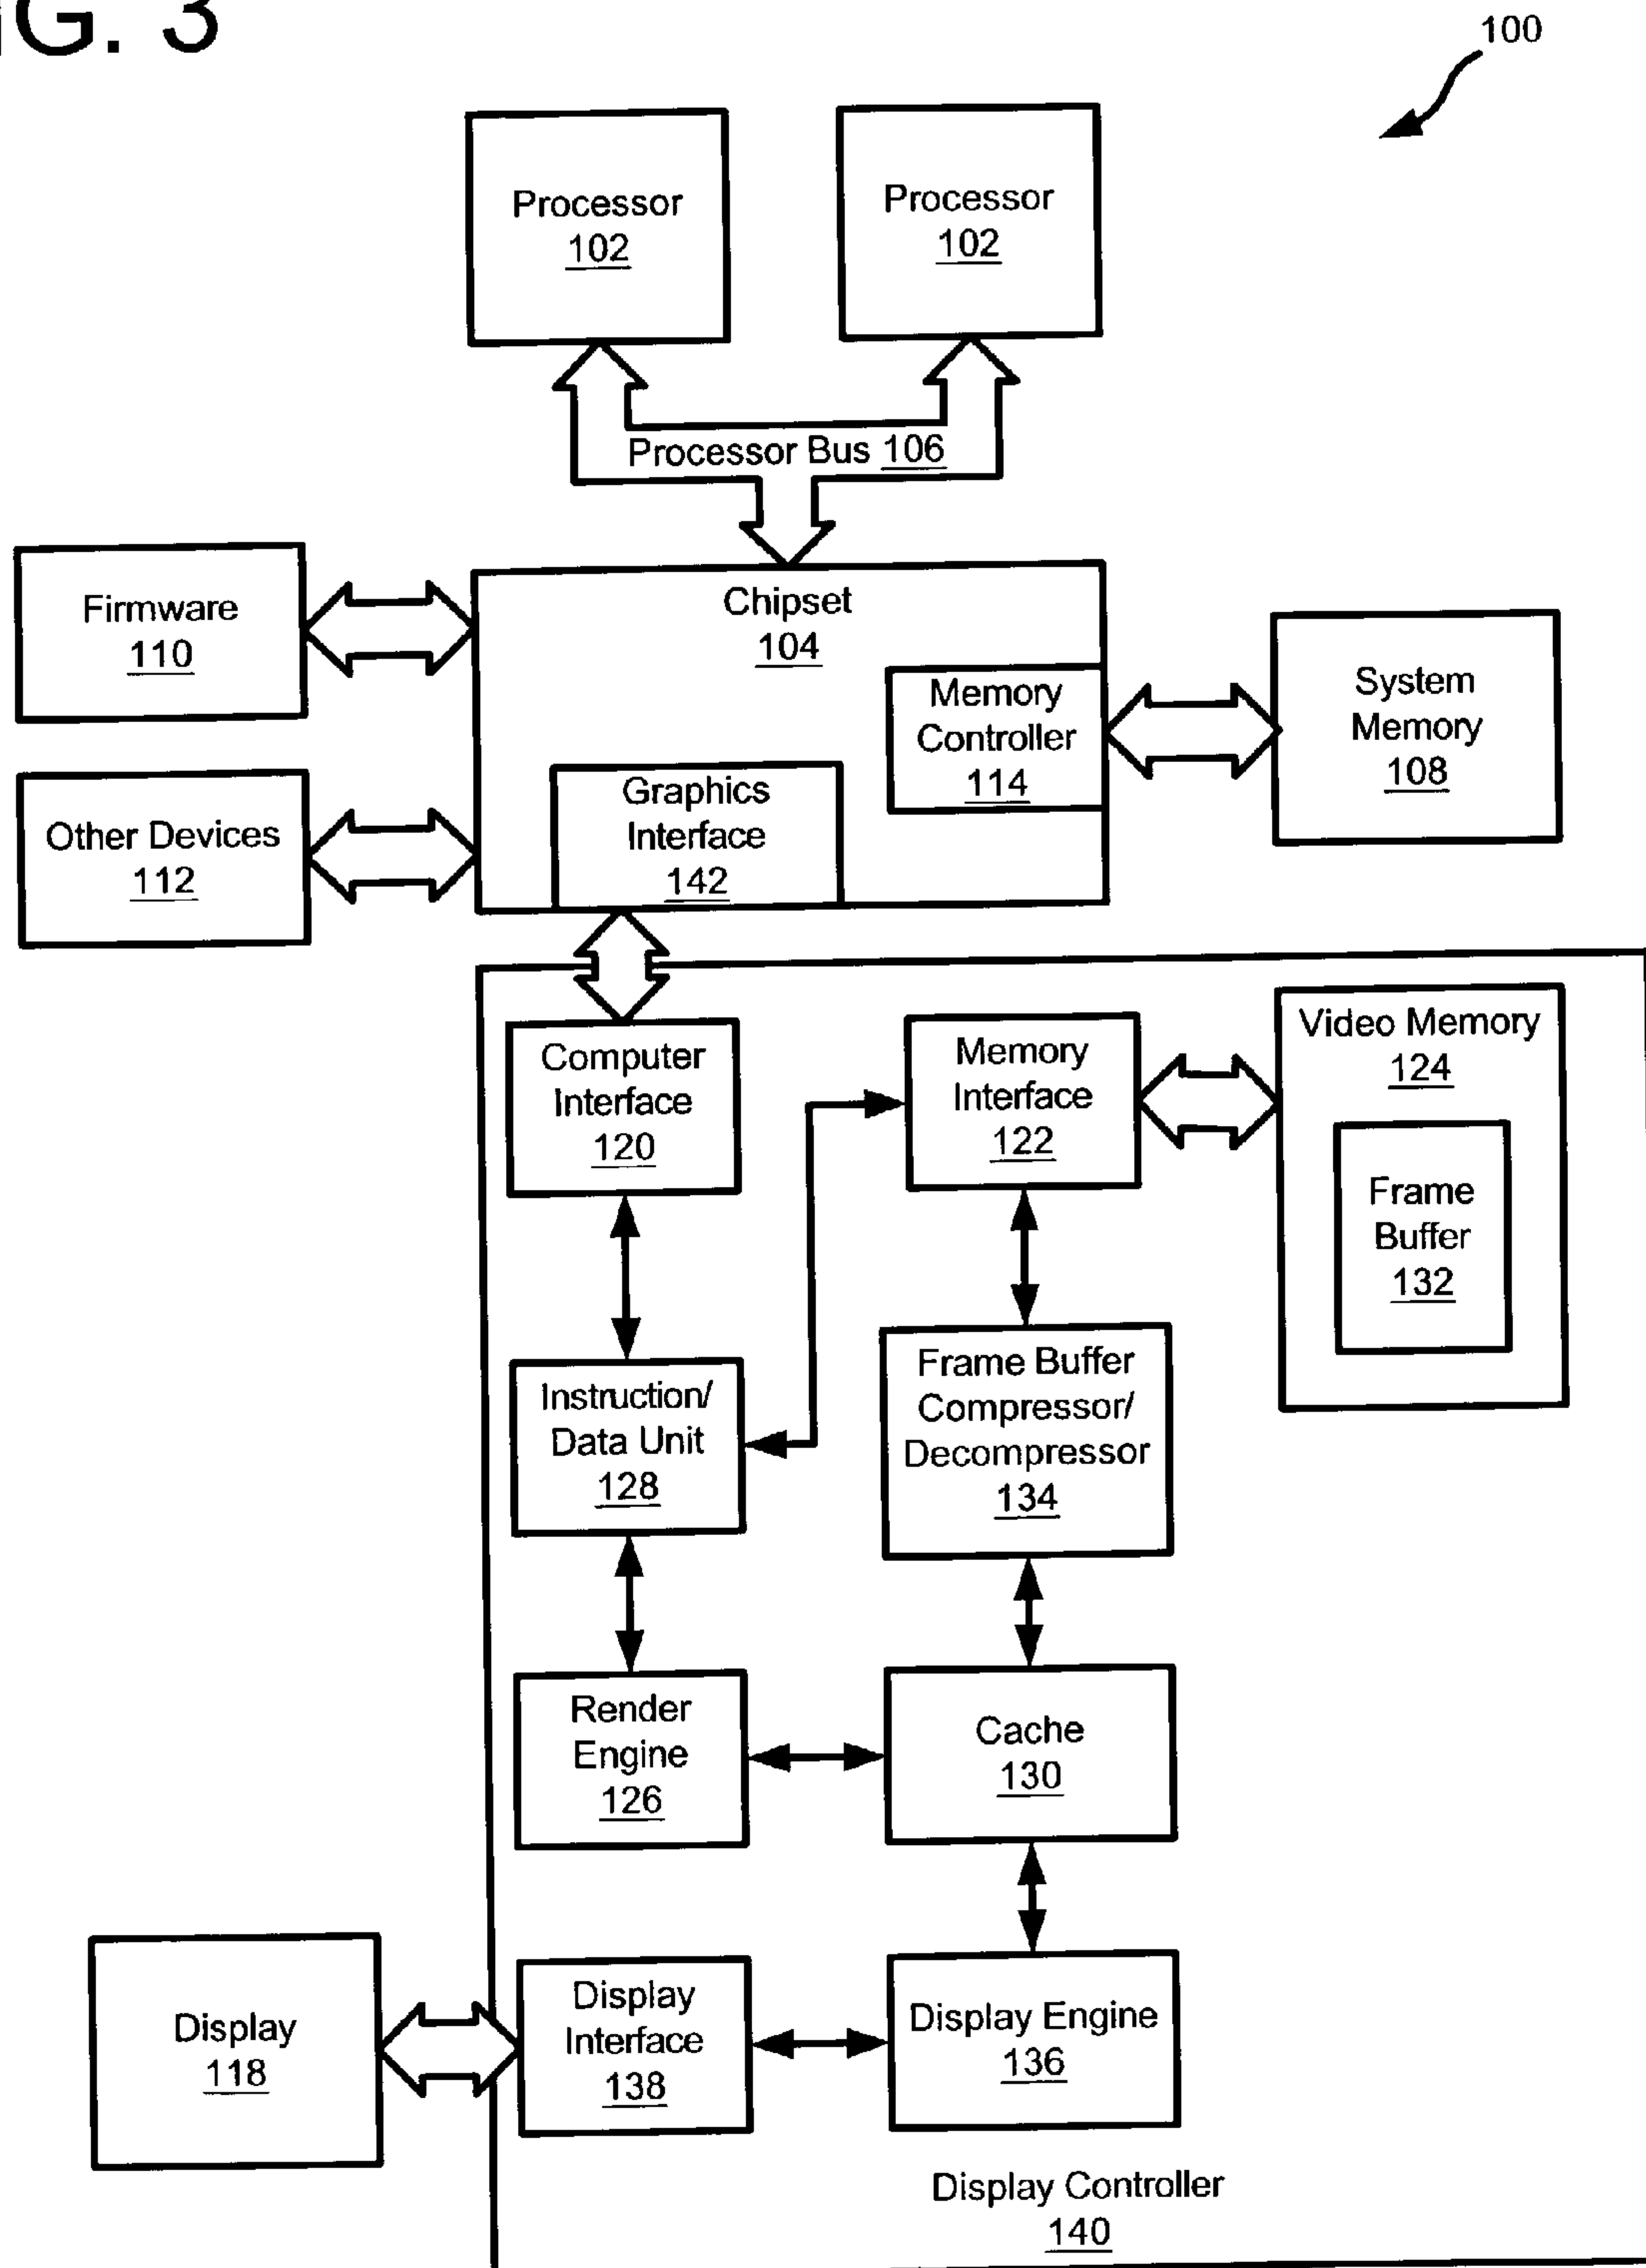 G. 3
100
Processor
102
Processor
102
Processor Bus 106
Firmware
110
Chipset
104
Memory
Controller
114
System
Memory
108
Other Devices
112
Graphics
Interface
142
Computer
Interface
120
Memory
Interface
122
Video Memory
124
Frame
Buffer
132
Instruction/
Data Unit
128
Frame Buffer
Compressor/
Decompressor
134
Render
Engine
126
Cache
130
Display
118
Display
Interface
138
Display Engine
136
Display Controller
140